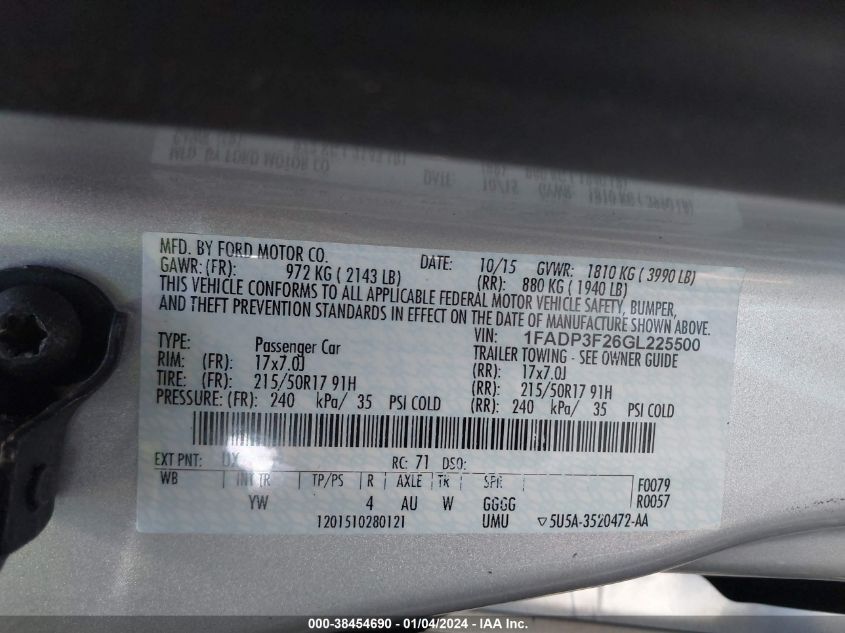 MFD. BY FORD MOTOR CO. DATE: 10/15 GVWR: 1810 KG ( 3990 LB)
GAWR: (FR): 972 KG ( 2143 LB) (RR): 880 KG ( 1940 LB)
THIS VEHICLE CONFORMS TO ALL APPLICABLE FEDERAL MOTOR VEHICLE SAFETY, BUMPER,
AND THEFT PREVENTION STANDARDS IN EFFECT ON THE DATE OF MANUFACTURE SHOWN ABOVE.
VIN: 1FADP3F26GL225500
TYPE: Passenger Car TRAILER TOWING - SEE OWNER GUIDE
RIM: (FR): 17x7.0J (RR): 17x7.0J
TIRE: (FR): 215/50R17 91H (RR): 215/50R17 91H
PRESSURE: (FR): 240 kPa/ 35 PSI COLD (RR): 240 kPa/ 35 PSI COLD
EXT PNT: UX RC: 71 DSO:
WB INT TR TP/PS R AXLE TR SPR F0079
YW 4 AU W GGGG R0057
1201510280121 UMU ▽5U5A-3520472-AA
000-38454690 - 01/04/2024 - IAA Inc.